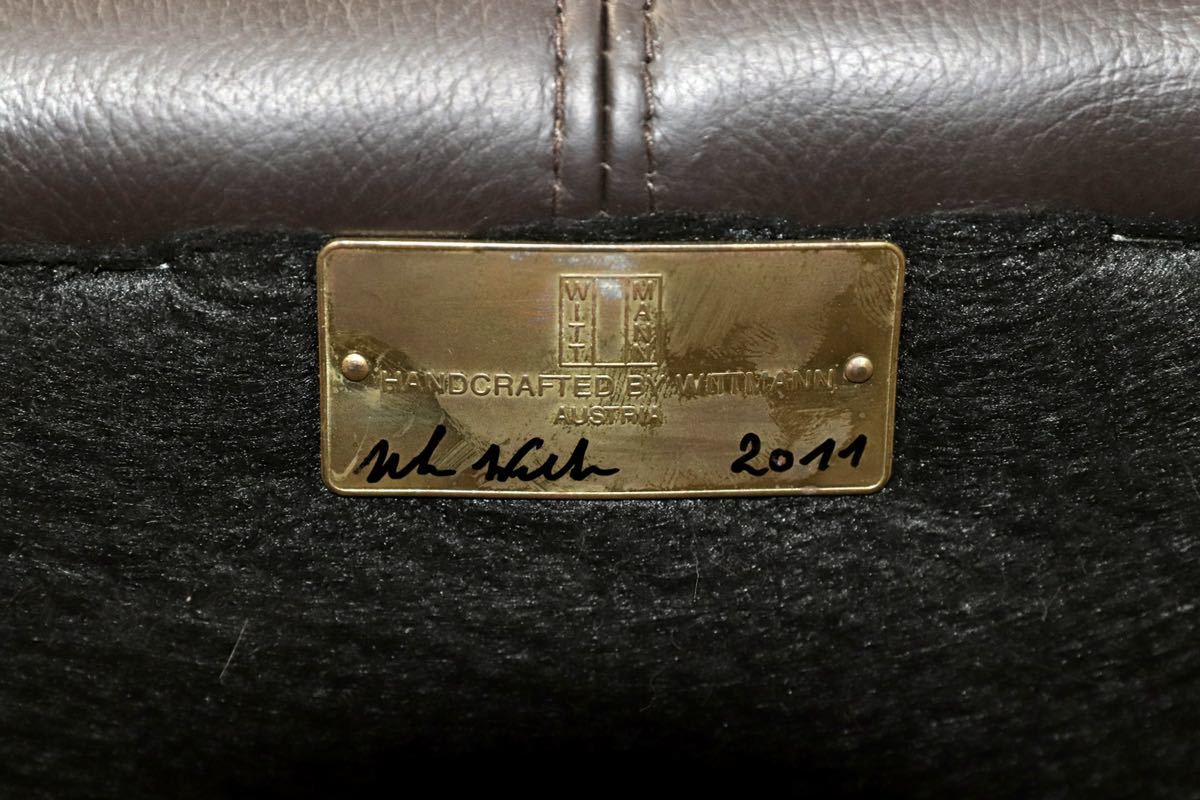 WITT MANN
HANDCRAFTED BY WITTMANN
AUSTRIA
2011